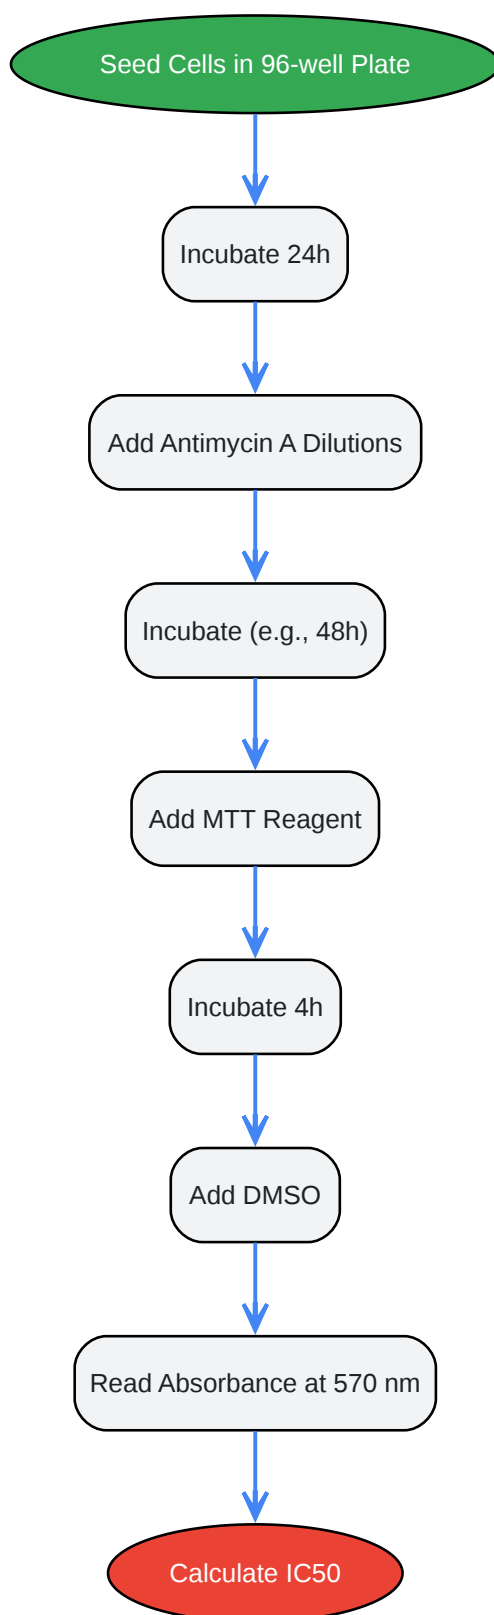 Seed Cells in 96-well Plate
Incubate 24h
Add Antimycin A Dilutions
Incubate (e.g., 48h)
Add MTT Reagent
Incubate 4h
Add DMSO
Read Absorbance at 570 nm
Calculate IC50